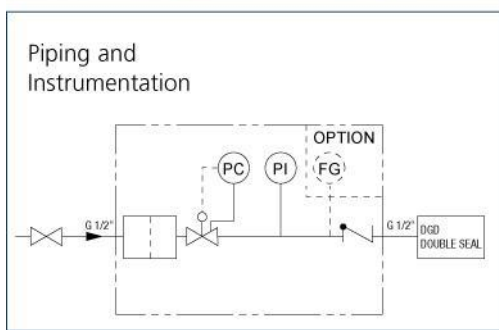 Piping and
Instrumentation
OPTION
PC
PI
FG
G 1/2"
G 1/2"
DGD
DOUBLE SEAL